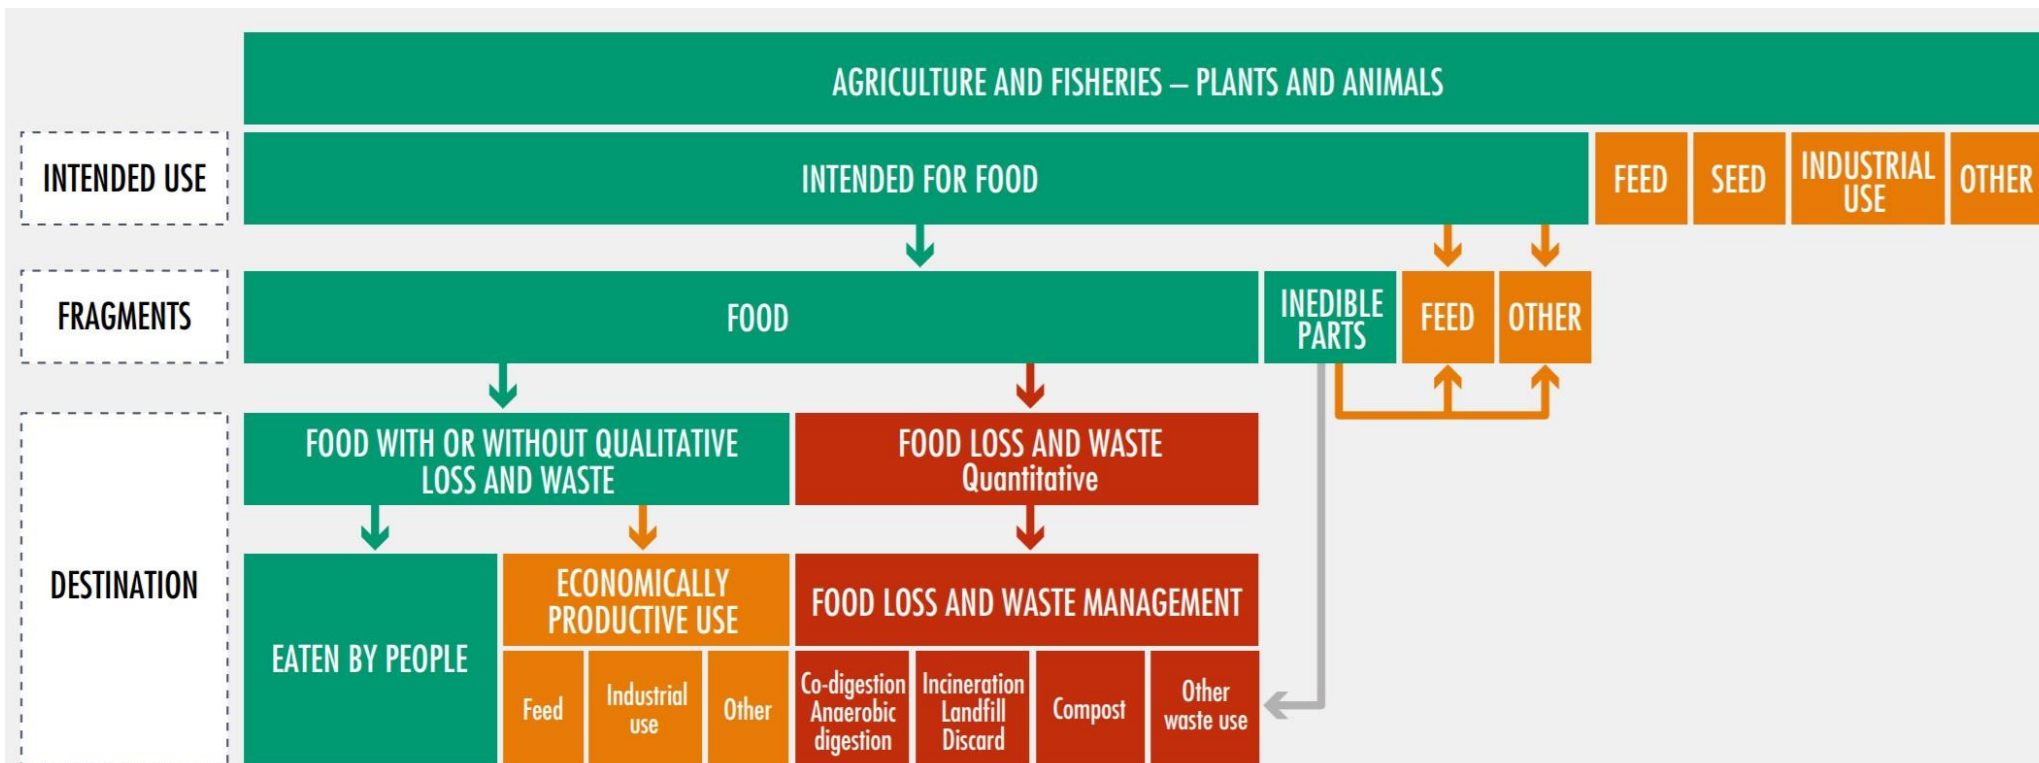 AGRICULTURE AND FISHERIES – PLANTS AND ANIMALS
INTENDED USE
INTENDED FOR FOOD
FEED
SEED
INDUSTRIAL
USE
OTHER
FRAGMENTS
FOOD
INEDIBLE
PARTS
FEED
OTHER
DESTINATION
FOOD WITH OR WITHOUT QUALITATIVE
LOSS AND WASTE
FOOD LOSS AND WASTE
Quantitative
EATEN BY PEOPLE
ECONOMICALLY
PRODUCTIVE USE
FOOD LOSS AND WASTE MANAGEMENT
Feed
Industrial
use
Other
Co-digestion
Anaerobic
digestion
Incineration
Landfill
Discard
Compost
Other
waste use